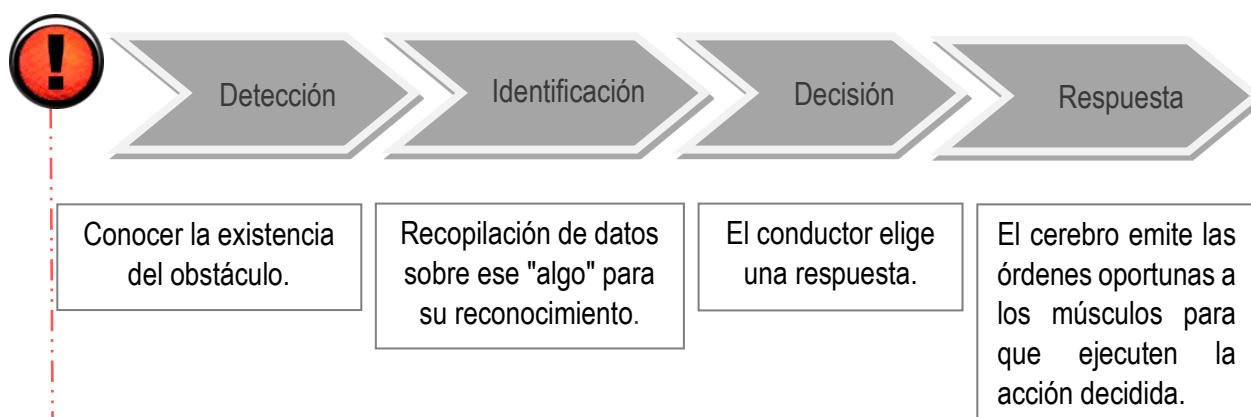 !
Detección
Identificación
Decisión
Respuesta
Conocer la existencia
del obstáculo.
Recopilación de datos
sobre ese "algo" para
su reconocimiento.
El conductor elige
una respuesta.
El cerebro emite las
órdenes oportunas a
los músculos para
que ejecuten la
acción decidida.